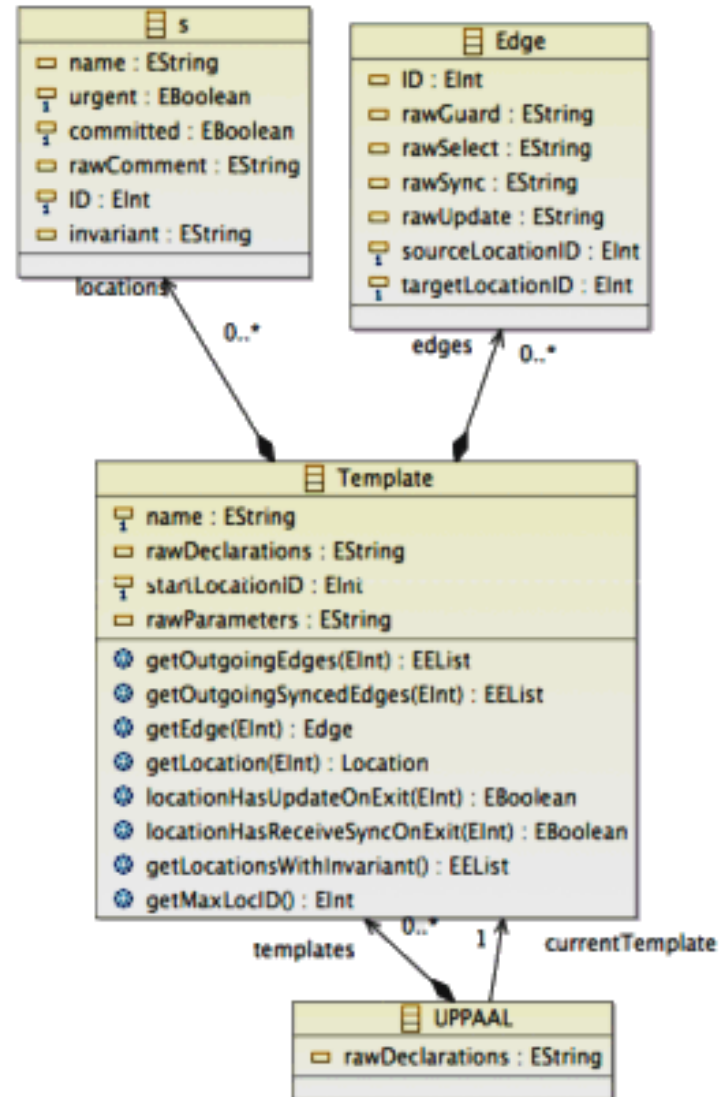 s
name : EString
urgent : EBoolean
committed : EBoolean
rawComment : EString
ID : EInt
invariant : EString
locations
0..*
Edge
ID : EInt
rawGuard : EString
rawSelect : EString
rawSync : EString
rawUpdate : EString
sourceLocationID : EInt
targetLocationID : EInt
edges
0..*
Template
name : EString
rawDeclarations : EString
startLocationID : EInt
rawParameters : EString
getOutgoingEdges(EInt) : EEList
getOutgoingSyncedEdges(EInt) : EEList
getEdge(EInt) : Edge
getLocation(EInt) : Location
locationHasUpdateOnExit(EInt) : EBoolean
locationHasReceiveSyncOnExit(EInt) : EBoolean
getLocationsWithInvariant() : EEList
getMaxLocID() : EInt
templates
0..*
1
currentTemplate
UPPAAL
rawDeclarations : EString